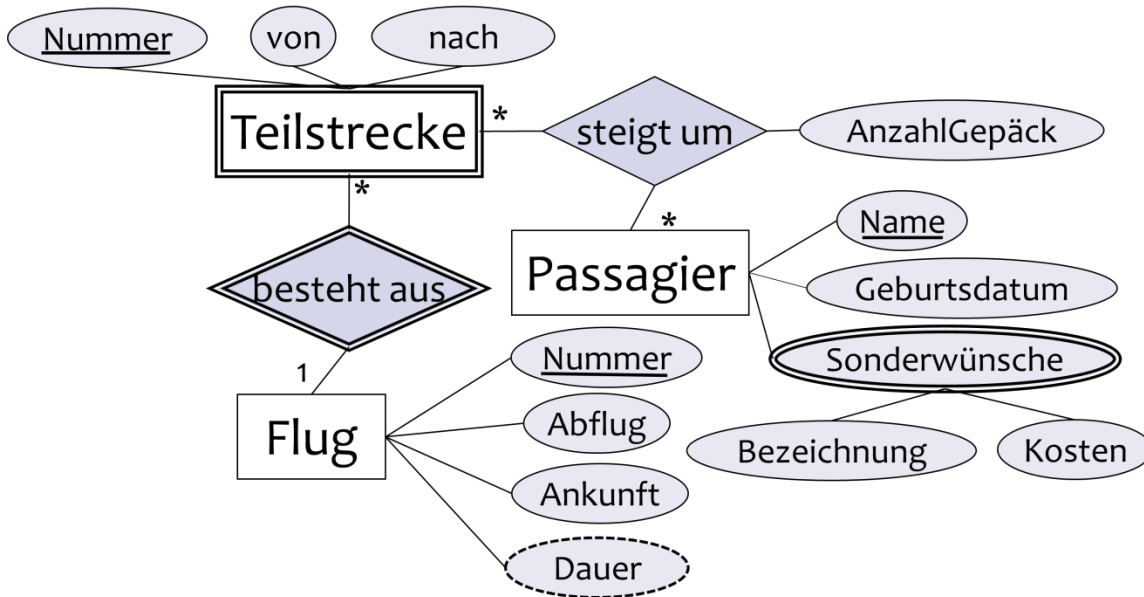 Nummer
von
nach
Teilstrecke
*
steigt um
AnzahlGepäck
*
*
Name
Passagier
besteht aus
Geburtsdatum
Sonderwünsche
Nummer
1
Abflug
Flug
Bezeichnung
Kosten
Ankunft
Dauer